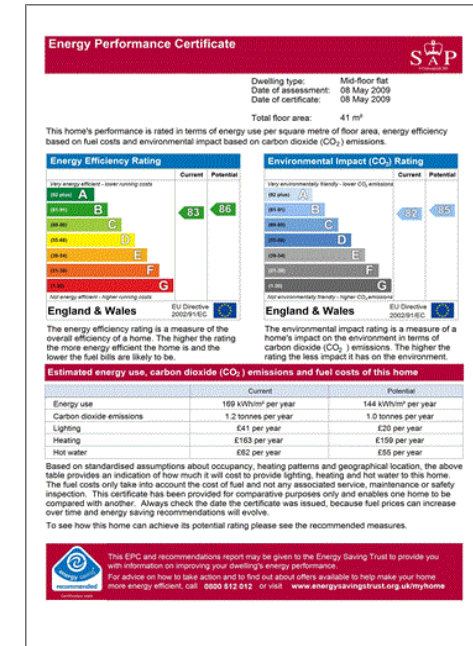 Energy Performance Certificate
SAP
Dwelling type: Mid-floor flat
Date of assessment: 08 May 2009
Date of certificate: 08 May 2009
Total floor area: 41 m²
This home's performance is rated in terms of energy use per square metre of floor area, energy efficiency
based on fuel costs and environmental impact based on carbon dioxide (CO2) emissions.
Energy Efficiency Rating
Current Potential
Very energy efficient - lower running costs
(92 plus) A
(81-91) B
(69-80) C
(55-68) D
(39-54) E
(21-38) F
(1-20) G
83 86
Not energy efficient - higher running costs
England & Wales
EU Directive
2002/91/EC
Environmental Impact (CO2) Rating
Current Potential
Very environmentally friendly - lower CO2 emissions
(92 plus) A
(81-91) B
(69-80) C
(55-68) D
(39-54) E
(21-38) F
(1-20) G
82 85
Not environmentally friendly - higher CO2 emissions
England & Wales
EU Directive
2002/91/EC
The energy efficiency rating is a measure of the
overall efficiency of a home. The higher the rating
the more energy efficient the home is and the
lower the fuel bills are likely to be.
The environmental impact rating is a measure of a
home's impact on the environment in terms of
carbon dioxide (CO2) emissions. The higher the
rating the less impact it has on the environment.
Estimated energy use, carbon dioxide (CO2) emissions and fuel costs of this home
Current Potential
Energy use 169 kWh/m² per year 144 kWh/m² per year
Carbon dioxide emissions 1.2 tonnes per year 1.0 tonnes per year
Lighting £41 per year £20 per year
Heating £163 per year £159 per year
Hot water £62 per year £55 per year
Based on standardised assumptions about occupancy, heating patterns and geographical location, the above
table provides an indication of how much it will cost to provide lighting, heating and hot water to this home.
The fuel costs only take into account the cost of fuel and not any associated service, maintenance or safety
inspection. This certificate has been provided for comparative purposes only and enables one home to be
compared with another. Always check the date the certificate was issued, because fuel prices can increase
over time and energy saving recommendations will evolve.
To see how this home can achieve its potential rating please see the recommended measures.
energy saving
recommended
Certification mark
This EPC and recommendations report may be given to the Energy Saving Trust to provide you
with information on improving your dwelling's energy performance.
For advice on how to take action and to find out about offers available to help make your home
more energy efficient, call 0800 512 012 or visit www.energysavingstrust.org.uk/myhome